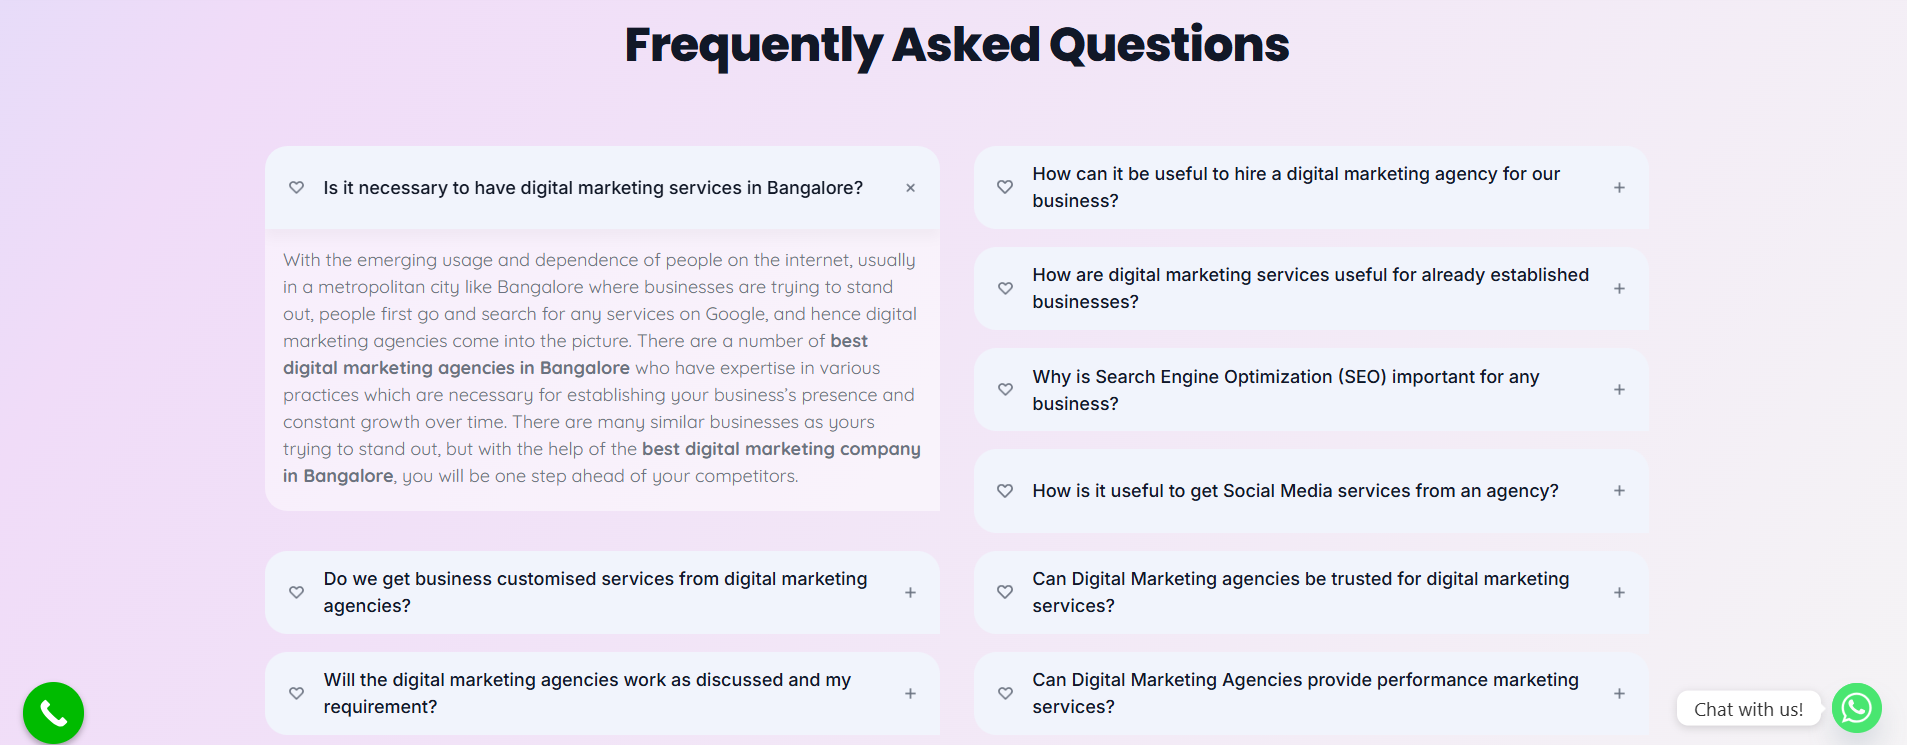 Frequently Asked Questions
Is it necessary to have digital marketing services in Bangalore?
With the emerging usage and dependence of people on the internet, usually
in a metropolitan city like Bangalore where businesses are trying to stand
out, people first go and search for any services on Google, and hence digital
marketing agencies come into the picture. There are a number of best
digital marketing agencies in Bangalore who have expertise in various
practices which are necessary for establishing your business’s presence and
constant growth over time. There are many similar businesses as yours
trying to stand out, but with the help of the best digital marketing company
in Bangalore, you will be one step ahead of your competitors.
Do we get business customised services from digital marketing
agencies?
Will the digital marketing agencies work as discussed and my
requirement?
How can it be useful to hire a digital marketing agency for our
business?
How are digital marketing services useful for already established
businesses?
Why is Search Engine Optimization (SEO) important for any
business?
How is it useful to get Social Media services from an agency?
Can Digital Marketing agencies be trusted for digital marketing
services?
Can Digital Marketing Agencies provide performance marketing
services?
Chat with us!